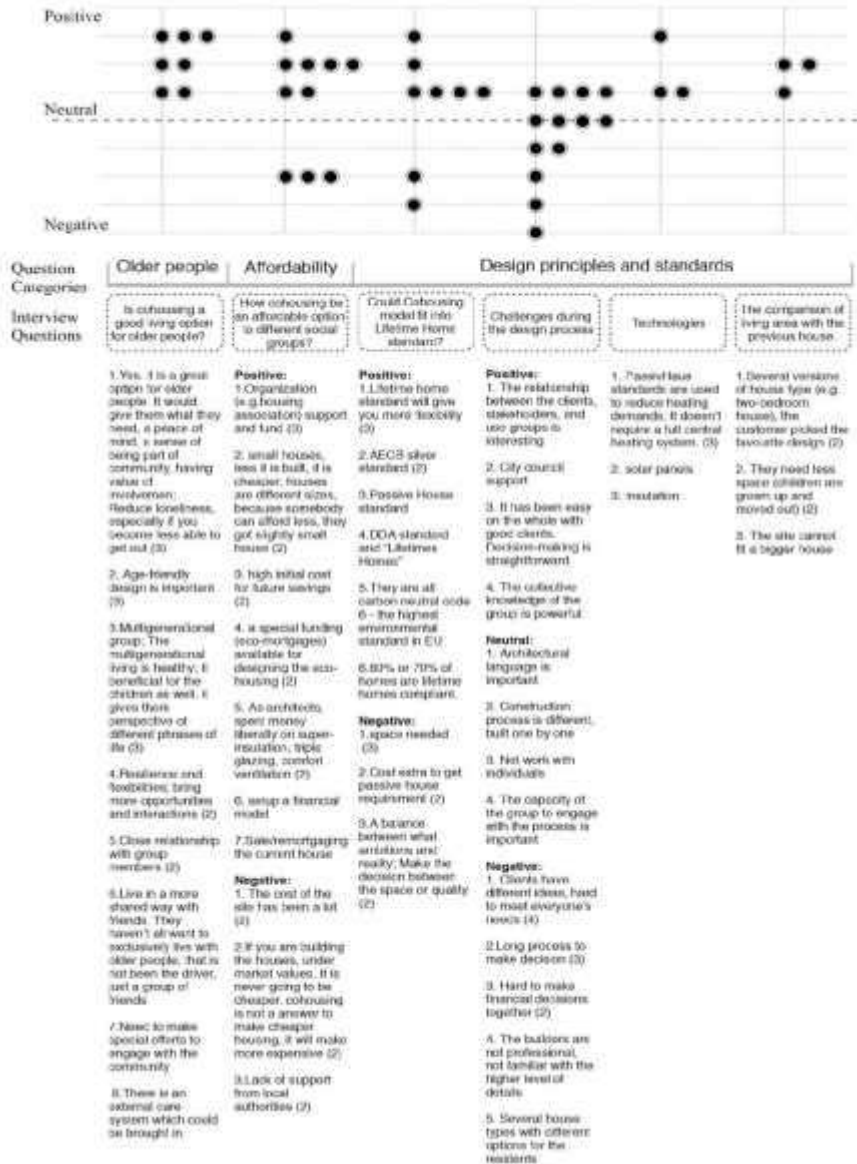 Positive
Neutral
Negative
Question
Categories
Older people
Affordability
Design principles and standards
Interview
Questions
Is cohousing a
good living option
for older people?
How cohousing be
an affordable option
to different social
groups?
Could Cohousing
model fit into
Lifetime Home
standard?
Challenges during
the design process
Technologies
The comparison of
living area with the
previous house
1.Yes, it is a great
option for older
people. It would
give them what they
need, a peace of
mind, a sense of
being part of
community, having
value of
involvement
Reduce loneliness,
especially if you
become less able to
get out (3)
2. Age-friendly
design is important
(3)
3.Multigenerational
group; The
multigenerational
living is healthy, it
beneficial for the
children as well, it
gives them
perspective of
different phrases of
life (3)
4.Resilience and
flexibilities; bring
more opportunities
and interactions (2)
5.Close relationship
with group
members (2)
6.Live in a more
shared way with
friends. They
haven't all want to
exclusively live with
older people, that is
not been the driver,
just a group of
friends
7.Need to make
special efforts to
engage with the
community
8.There is an
external care
system which could
be brought in
Positive:
1.Organization
(e.g.housing
association) support
and fund (3)
2. small houses,
less it is built, it is
cheaper, houses
are different sizes,
because somebody
can afford less, they
got slightly small
house (2)
3. high initial cost
for future savings
(2)
4. a special funding
(eco-mortgages)
available for
designing the eco-
housing (2)
5. As architects,
spent money
liberally on super-
insulation, triple
glazing, comfort
ventilation (2)
6. setup a financial
model
7.Sale/remortgaging
the current house
Negative:
1. The cost of the
site has been a lot
(2)
2.If you are building
the houses, under
market values. It is
never going to be
cheaper, cohousing
is not a answer to
make cheaper
housing, it will make
more expensive (2)
3.Lack of support
from local
authorities (2)
Positive:
1.Lifetime home
standard will give
you more flexibility
(3)
2.AECB silver
standard (2)
3.Passive House
standard
4.DDA standard
and "Lifetimes
Homes"
5.They are all
carbon neutral code
6 - the highest
environmental
standard in EU
6.60% or 70% of
homes are lifetime
homes compliant.
Negative:
1.space needed
(3)
2.Cost extra to get
passive house
requirement (2)
3.A balance
between what
ambitions and
reality; Make the
decision between
the space or quality
(2)
Positive:
1. The relationship
between the clients,
stakeholders, and
use groups is
interesting
2. City council
support
3. It has been easy
on the whole with
good clients.
Decision-making is
straightforward
4. The collective
knowledge of the
group is powerful
Neutral:
1. Architectural
language is
important
2. Construction
process is different,
built one by one
3. Not work with
individuals
4. The capacity of
the group to engage
with the process is
important
Negative:
1. Clients have
different ideas, hard
to meet everyone's
needs (4)
2.Long process to
make decison (3)
3. Hard to make
financial decisions
together (2)
4. The builders are
not professional,
not familiar with the
higher level of
details
5. Several house
types with different
options for the
residents
1. Passivhaus
standards are used
to reduce heating
demands. It doesn't
require a full central
heating system. (3)
2. solar panels
3. insulation
1.Several versions
of house type (e.g.
two-bedroom
house), the
customer picked the
favourite design (2)
2. They need less
space (children are
grown up and
moved out) (2)
3. The site cannot
fit a bigger house